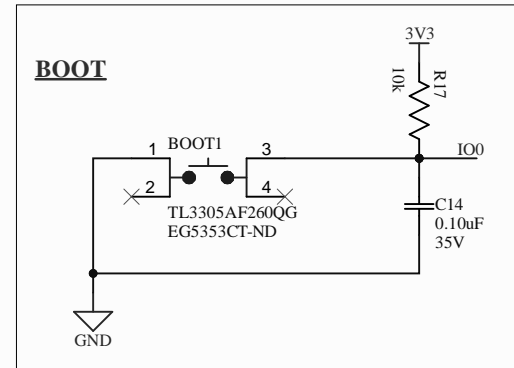 3V3
BOOT
R17
10k
BOOT1
1
3
IO0
2
4
TL3305AF260QG
EG5353CT-ND
C14
0.10uF
35V
GND